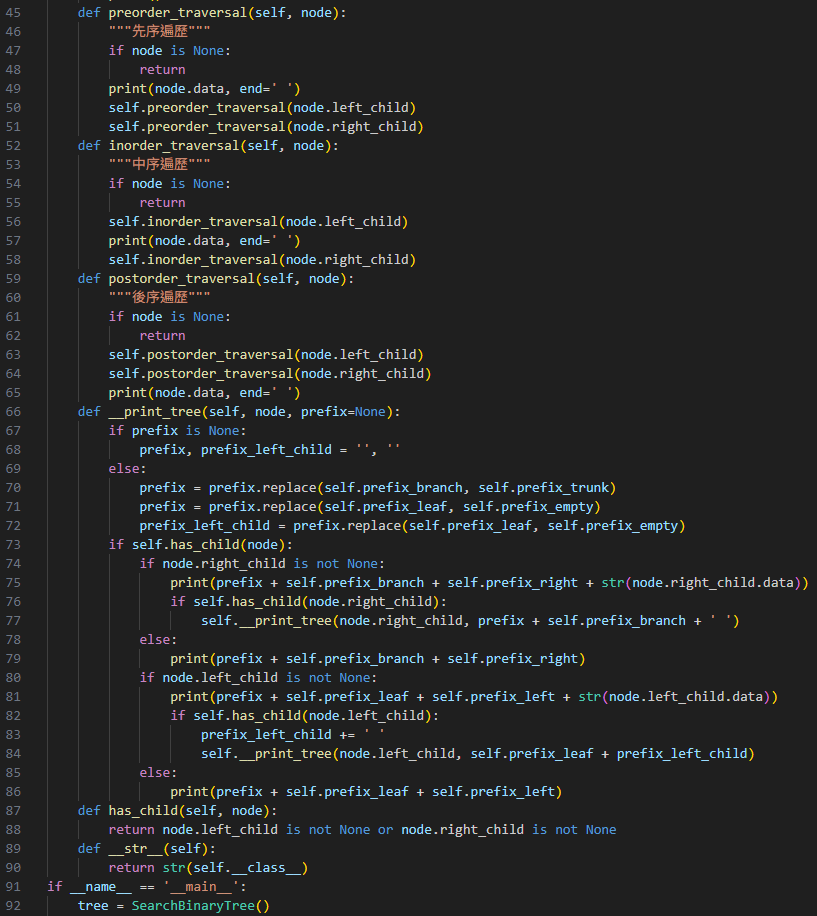 45 def preorder_traversal(self, node):
46 """先序遍歷"""
47 if node is None:
48 return
49 print(node.data, end=' ')
50 self.preorder_traversal(node.left_child)
51 self.preorder_traversal(node.right_child)
52 def inorder_traversal(self, node):
53 """中序遍歷"""
54 if node is None:
55 return
56 self.inorder_traversal(node.left_child)
57 print(node.data, end=' ')
58 self.inorder_traversal(node.right_child)
59 def postorder_traversal(self, node):
60 """後序遍歷"""
61 if node is None:
62 return
63 self.postorder_traversal(node.left_child)
64 self.postorder_traversal(node.right_child)
65 print(node.data, end=' ')
66 def __print_tree(self, node, prefix=None):
67 if prefix is None:
68 prefix, prefix_left_child = '', ''
69 else:
70 prefix = prefix.replace(self.prefix_branch, self.prefix_trunk)
71 prefix = prefix.replace(self.prefix_leaf, self.prefix_empty)
72 prefix_left_child = prefix.replace(self.prefix_leaf, self.prefix_empty)
73 if self.has_child(node):
74 if node.right_child is not None:
75 print(prefix + self.prefix_branch + self.prefix_right + str(node.right_child.data))
76 if self.has_child(node.right_child):
77 self.__print_tree(node.right_child, prefix + self.prefix_branch + ' ')
78 else:
79 print(prefix + self.prefix_branch + self.prefix_right)
80 if node.left_child is not None:
81 print(prefix + self.prefix_leaf + self.prefix_left + str(node.left_child.data))
82 if self.has_child(node.left_child):
83 prefix_left_child += ' '
84 self.__print_tree(node.left_child, self.prefix_leaf + prefix_left_child)
85 else:
86 print(prefix + self.prefix_leaf + self.prefix_left)
87 def has_child(self, node):
88 return node.left_child is not None or node.right_child is not None
89 def __str__(self):
90 return str(self.__class__)
91 if __name__ == '__main__':
92 tree = SearchBinaryTree()